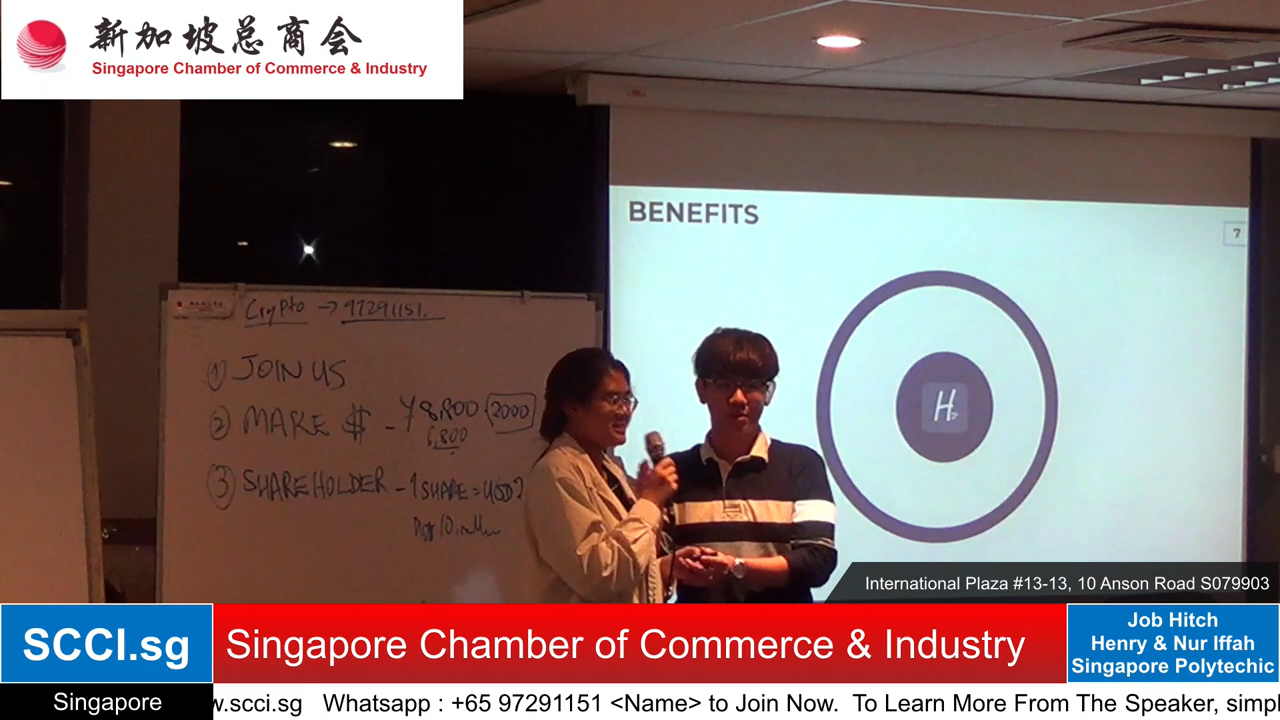 新加坡总商会
Singapore Chamber of Commerce & Industry
BENEFITS
7
H
Crypto → 97291151
① JOIN US
② MAKE $ - 78,800 (2000)
6,800
③ SHAREHOLDER - 1 SHARE = USD
International Plaza #13-13, 10 Anson Road S079903
SCCI.sg
Singapore Chamber of Commerce & Industry
Job Hitch
Henry & Nur Iffah
Singapore Polytechic
Singapore
w.scci.sg Whatsapp : +65 97291151 <Name> to Join Now. To Learn More From The Speaker, simpl